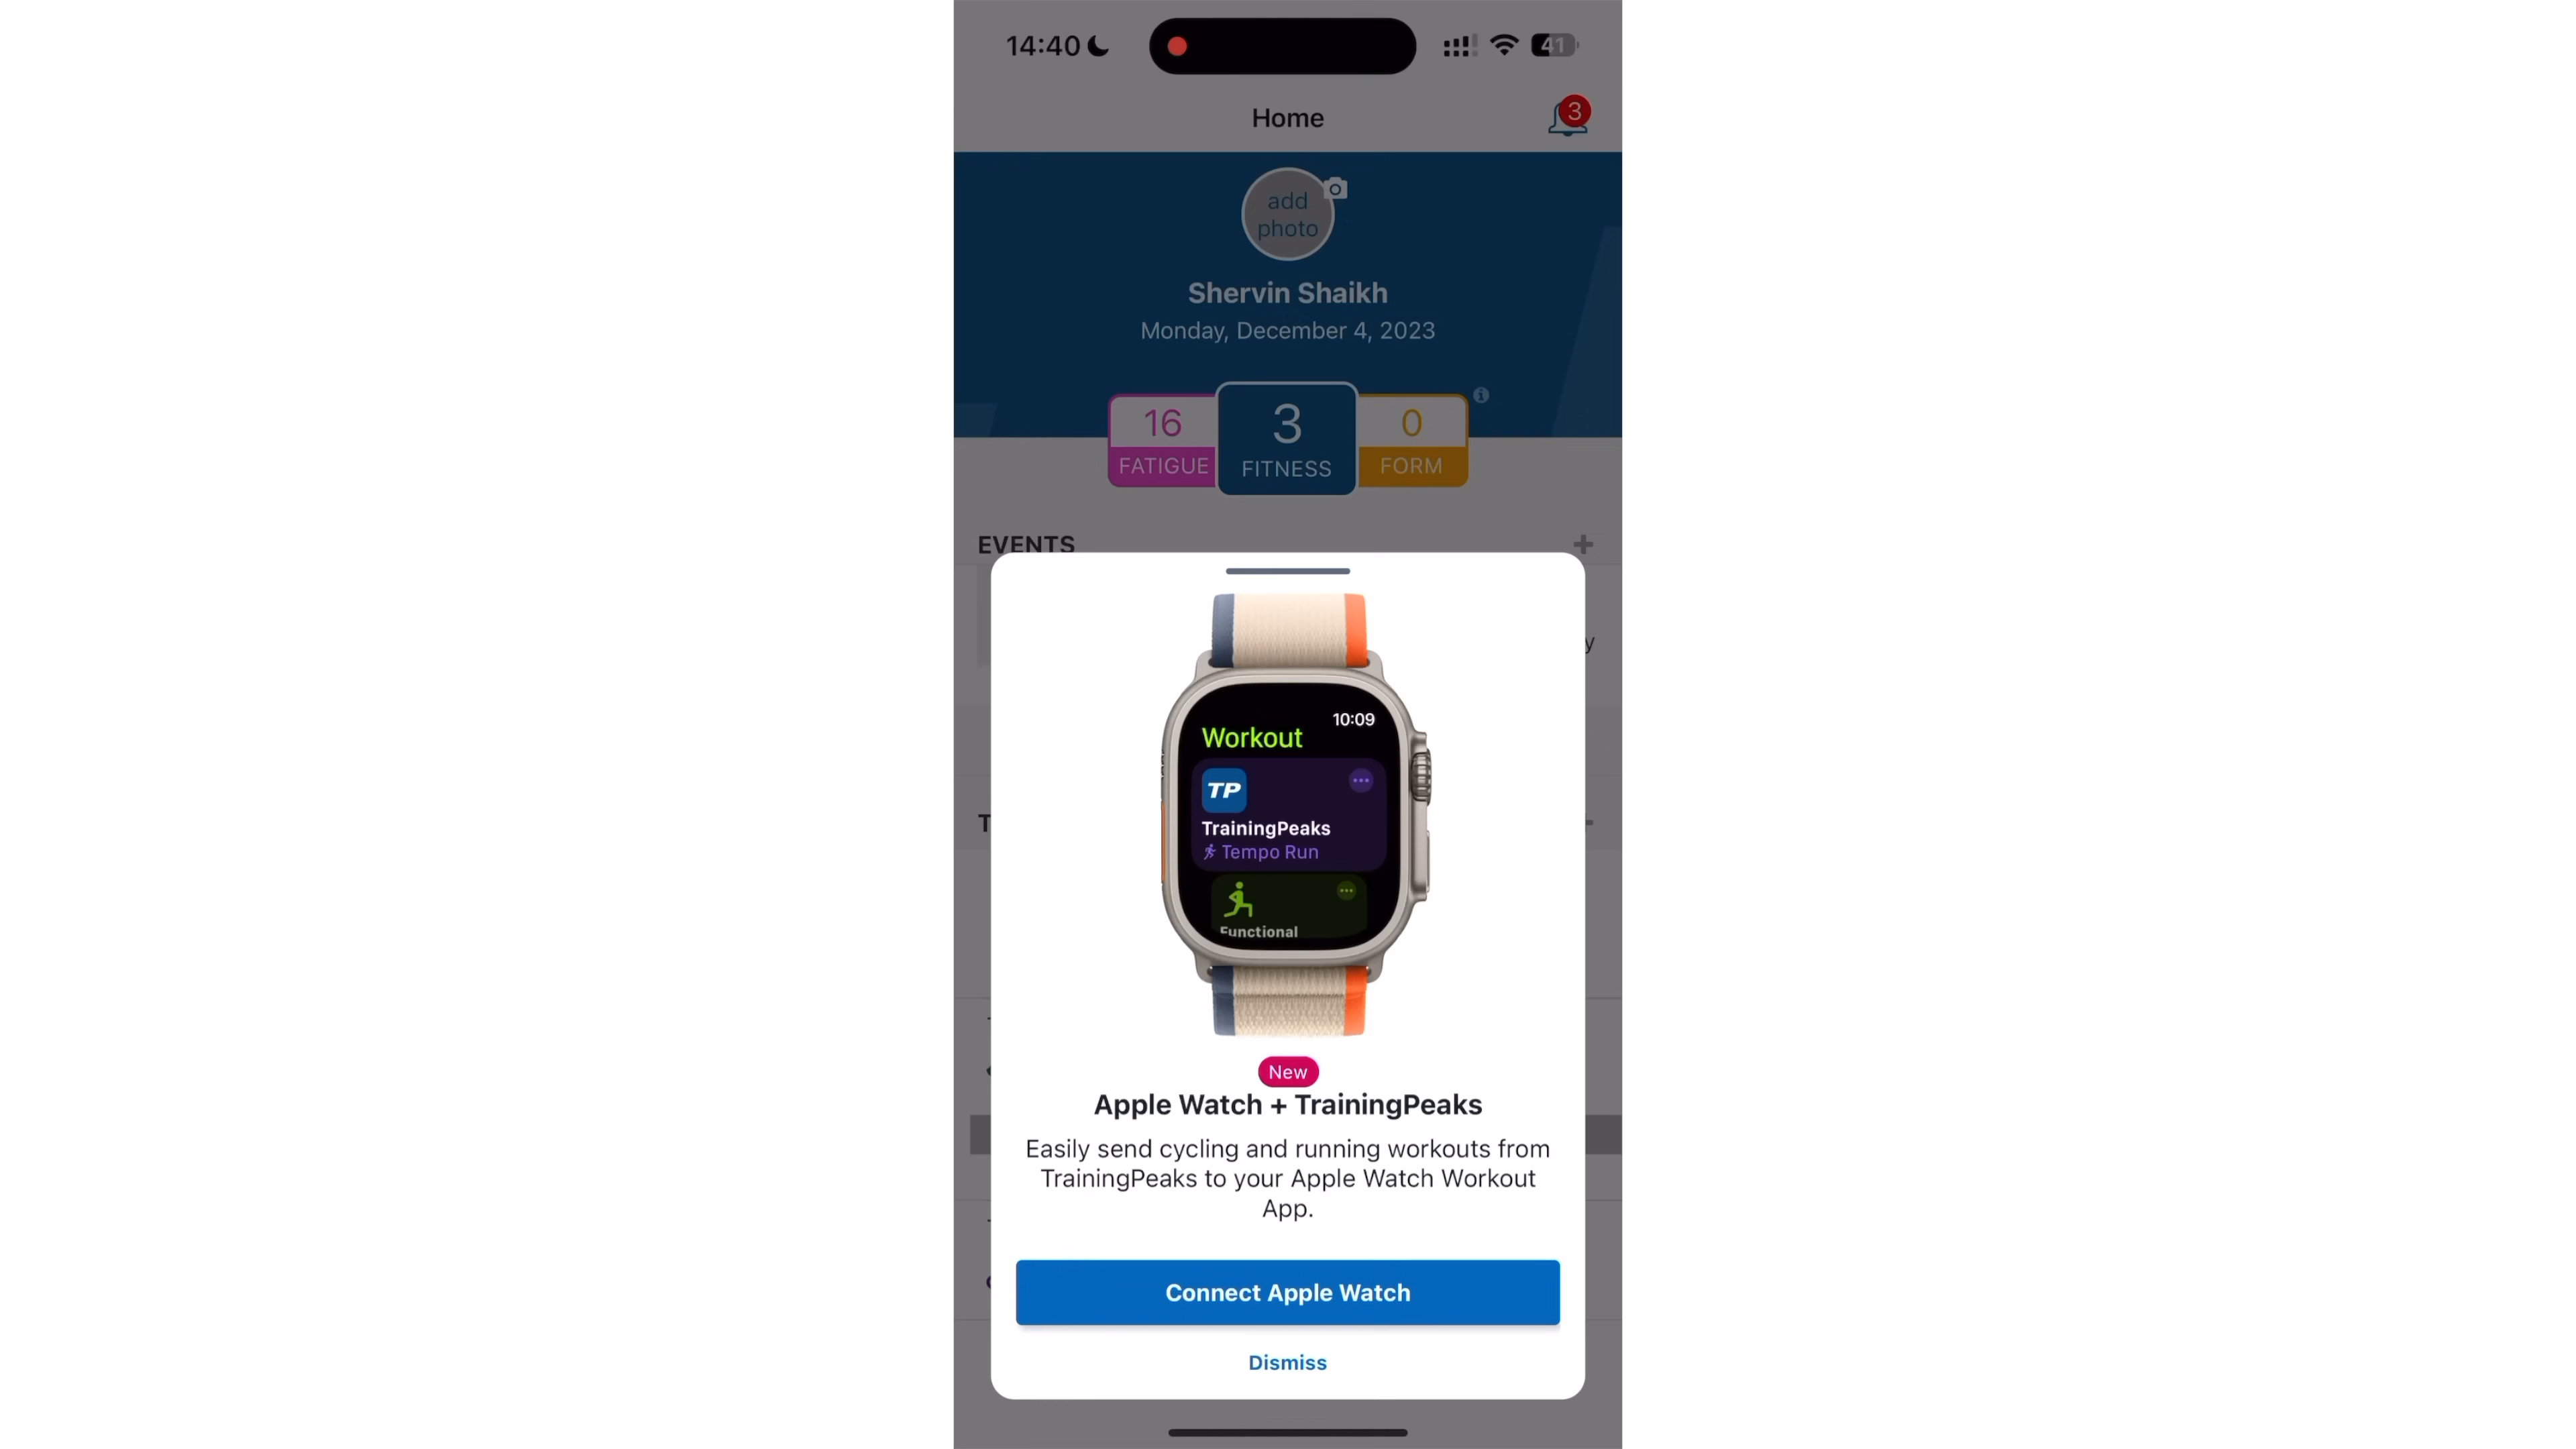 14:40
41
Home
3
add
photo
Shervin Shaikh
Monday, December 4, 2023
16
3
0
FATIGUE
FITNESS
FORM
EVENTS
y
10:09
Workout
TP
TrainingPeaks
Tempo Run
Functional
New
Apple Watch + TrainingPeaks
Easily send cycling and running workouts from
TrainingPeaks to your Apple Watch Workout
App.
Connect Apple Watch
Dismiss